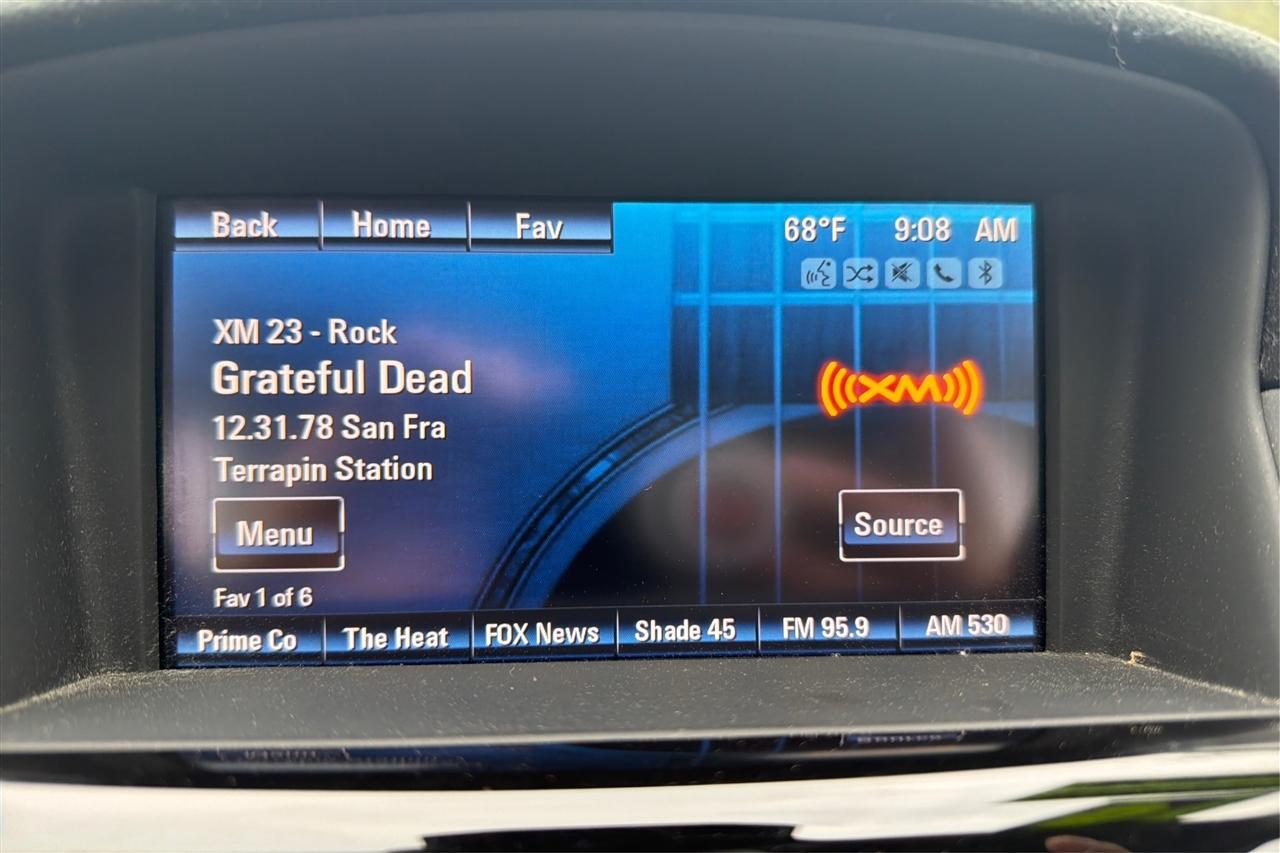 Back Home Fav 68°F 9:08 AM
XM 23 - Rock
Grateful Dead
((((XM))))
12.31.78 San Fra
Terrapin Station
Menu Source
Fav 1 of 6
Prime Co The Heat FOX News Shade 45 FM 95.9 AM 530